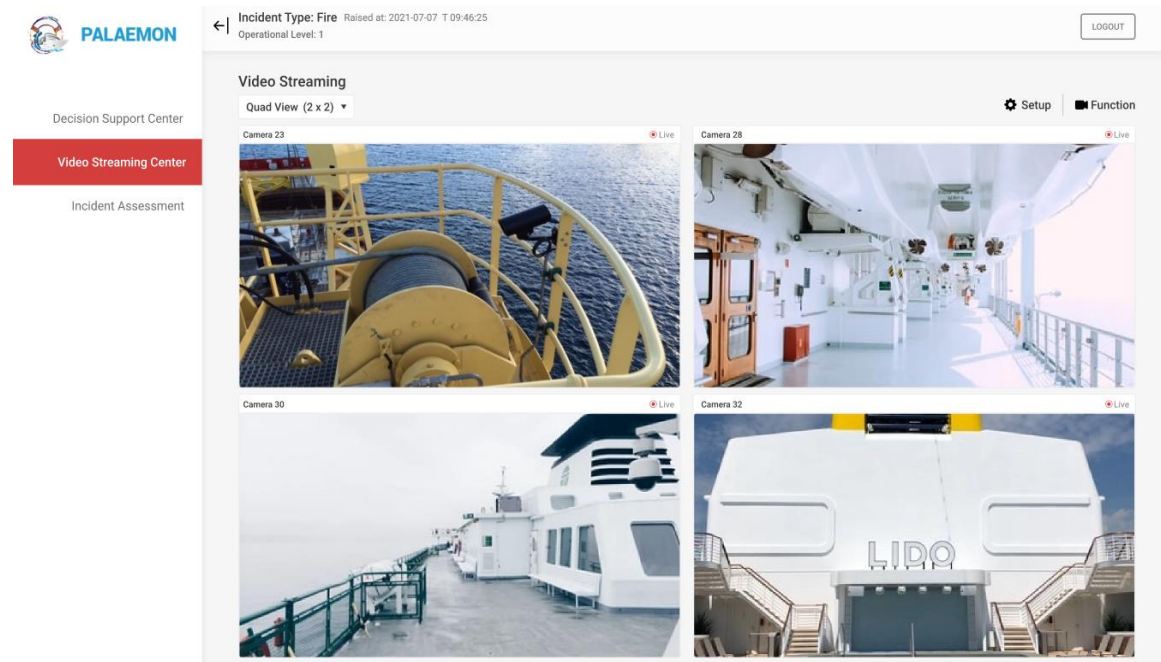 PALAEMON
Incident Type: Fire Raised at: 2021-07-07 T 09:46:25
Operational Level: 1
LOGOUT
Decision Support Center
Video Streaming Center
Incident Assessment
Video Streaming
Quad View (2 x 2)
Setup
Function
Camera 23
Live
Camera 28
Live
Camera 30
Live
Camera 32
Live
LIDO